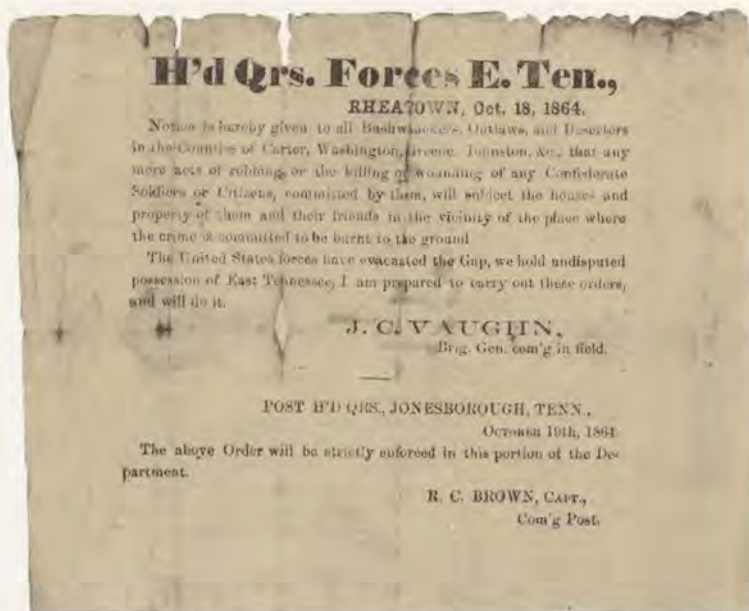 H'd Qrs. Forces E. Ten.,
RHEATOWN, Oct. 18, 1864.
Notice is hereby given to all Bushwhackers, Outlaws, and Deserters
in the Counties of Carter, Washington, Greene, Johnston, &c., that any
more acts of robbing, or the killing or wounding of any Confederate
Soldiers or Citizens, committed by them, will subject the houses and
property of them and their friends in the vicinity of the place where
the crime is committed to be burnt to the ground
The United States forces have evacuated the Gap, we hold undisputed
possession of East Tennessee, I am prepared to carry out these orders,
and will do it.
J. C. VAUGHN,
Brig. Gen. com'g in field.
POST H'D QRS., JONESBOROUGH, TENN.,
October 19th, 1864
The above Order will be strictly enforced in this portion of the De-
partment.
R. C. BROWN, Capt.,
Com'g Post.